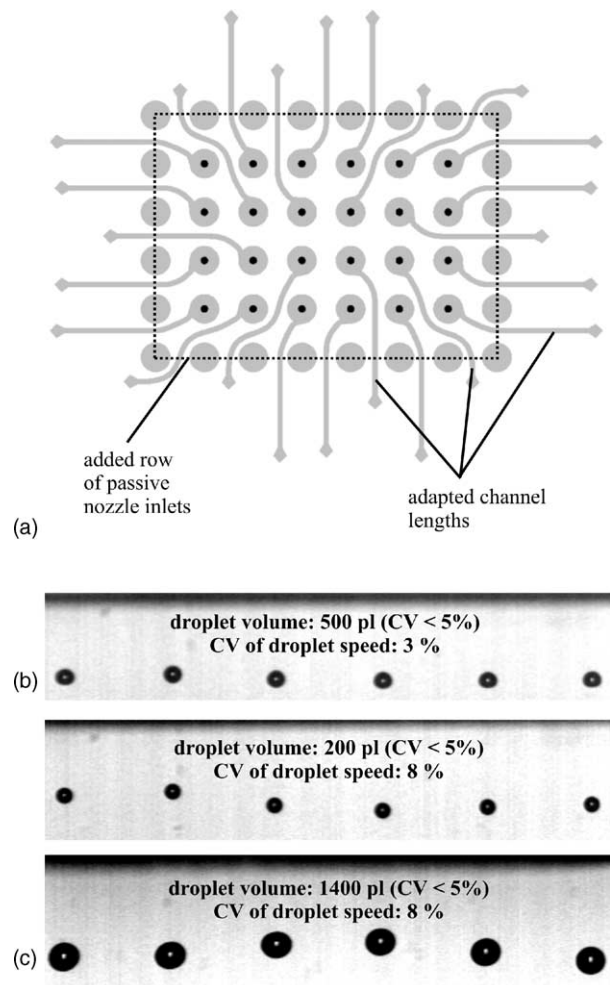 added row
of passive
nozzle inlets
adapted channel
lengths
(a)
droplet volume: 500 pl (CV < 5%)
CV of droplet speed: 3 %
(b)
droplet volume: 200 pl (CV < 5%)
CV of droplet speed: 8 %
droplet volume: 1400 pl (CV < 5%)
CV of droplet speed: 8 %
(c)